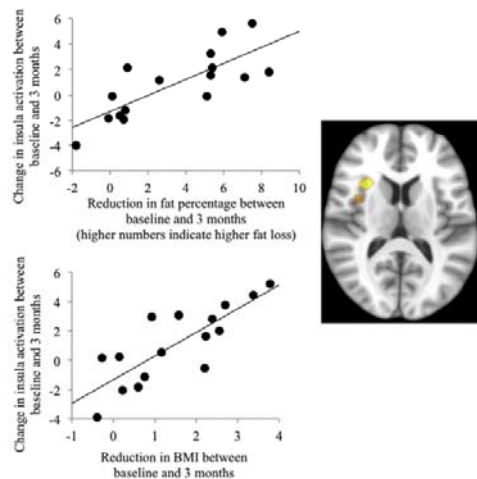 Change in insula activation between
baseline and 3 months
6
4
2
0
-2
-4
-6
-2 0 2 4 6 8 10
Reduction in fat percentage between
baseline and 3 months
(higher numbers indicate higher fat loss)
Change in insula activation between
baseline and 3 months
6
4
2
0
-2
-4
-1 0 1 2 3 4
Reduction in BMI between
baseline and 3 months